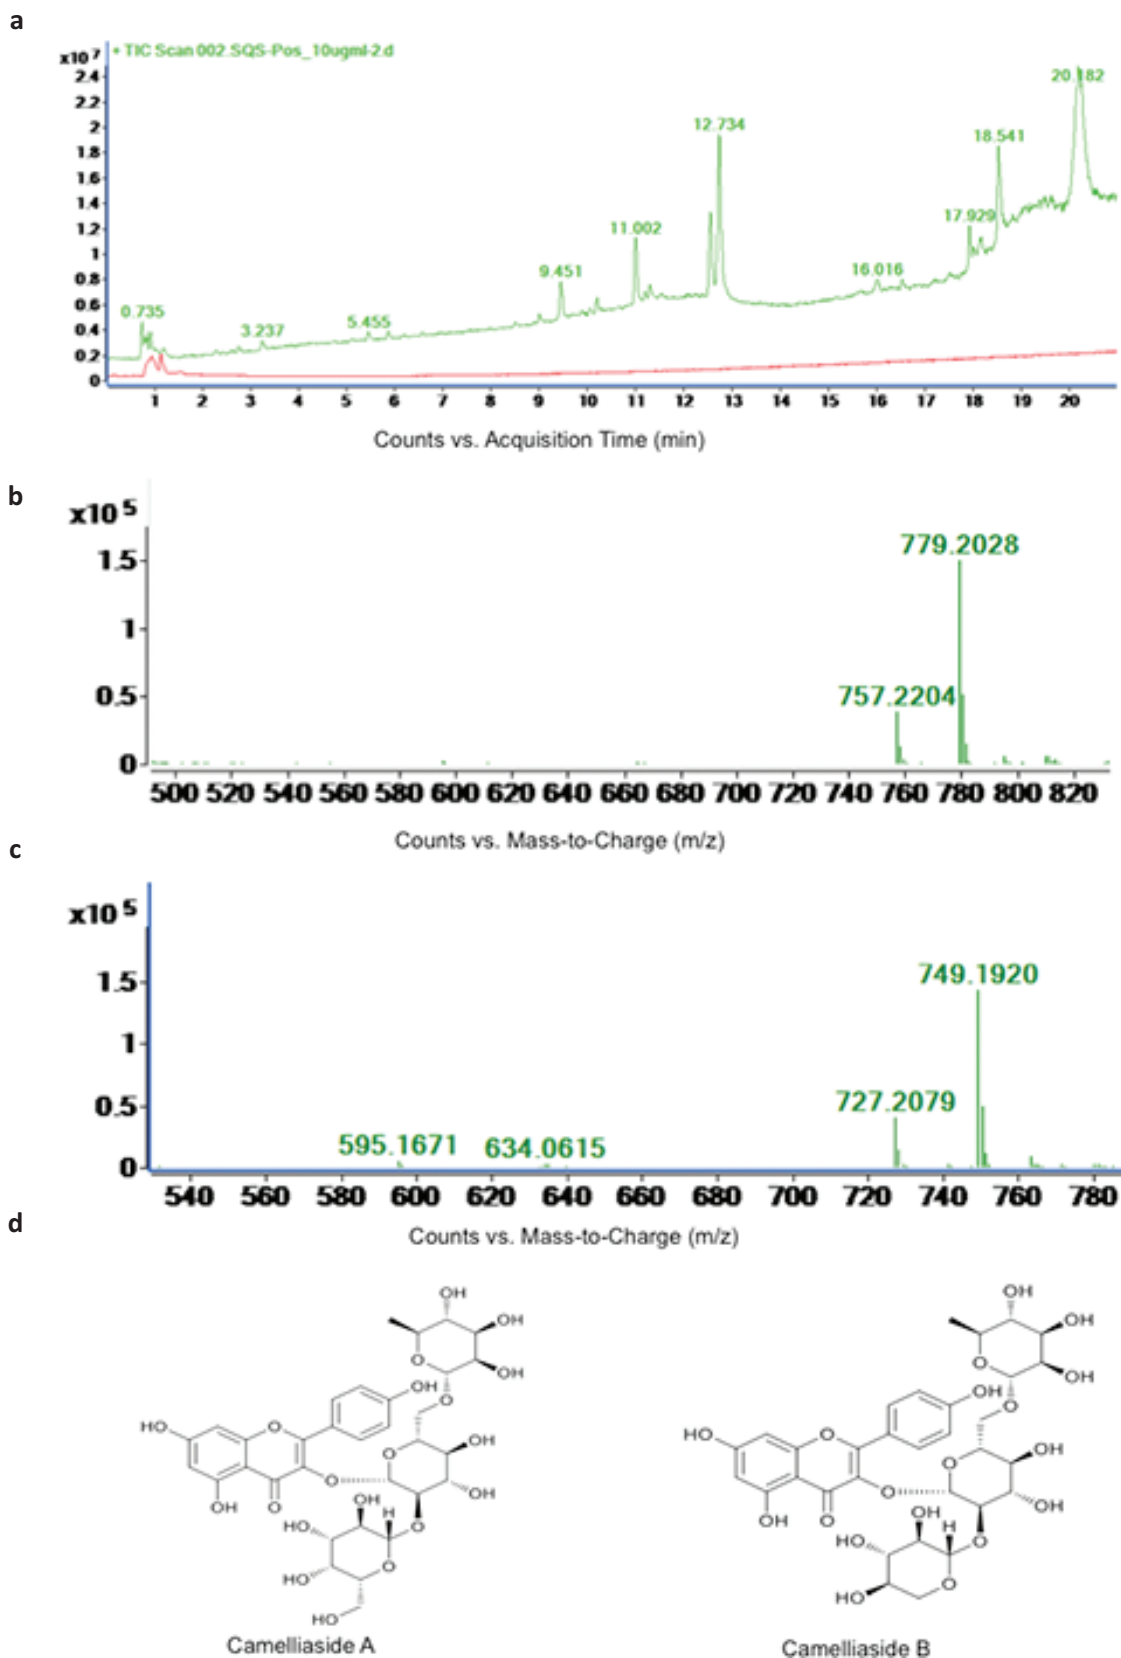 a
+ TIC Scan 002.SQS-Pos_10ugml-2.d
x10 7
2.4
2.2
2
1.8
1.6
1.4
1.2
1
0.8
0.6
0.4
0.2
0
0.735
3.237
5.455
9.451
11.002
12.734
16.016
17.929
18.541
20.182
1 2 3 4 5 6 7 8 9 10 11 12 13 14 15 16 17 18 19 20
Counts vs. Acquisition Time (min)
b
x10 5
1.5
1
0.5
0
757.2204
779.2028
500 520 540 560 580 600 620 640 660 680 700 720 740 760 780 800 820
Counts vs. Mass-to-Charge (m/z)
c
x10 5
1.5
1
0.5
0
595.1671
634.0615
727.2079
749.1920
540 560 580 600 620 640 660 680 700 720 740 760 780
Counts vs. Mass-to-Charge (m/z)
d
OH
OH
O
OH
OH
O
HO
O
O
OH
O
OH
OH
O
OH
H
O
HO
O
HO
HO
Camelliaside A
OH
OH
O
OH
OH
O
HO
O
O
OH
O
OH
OH
O
OH
H
O
HO
O
HO
Camelliaside B